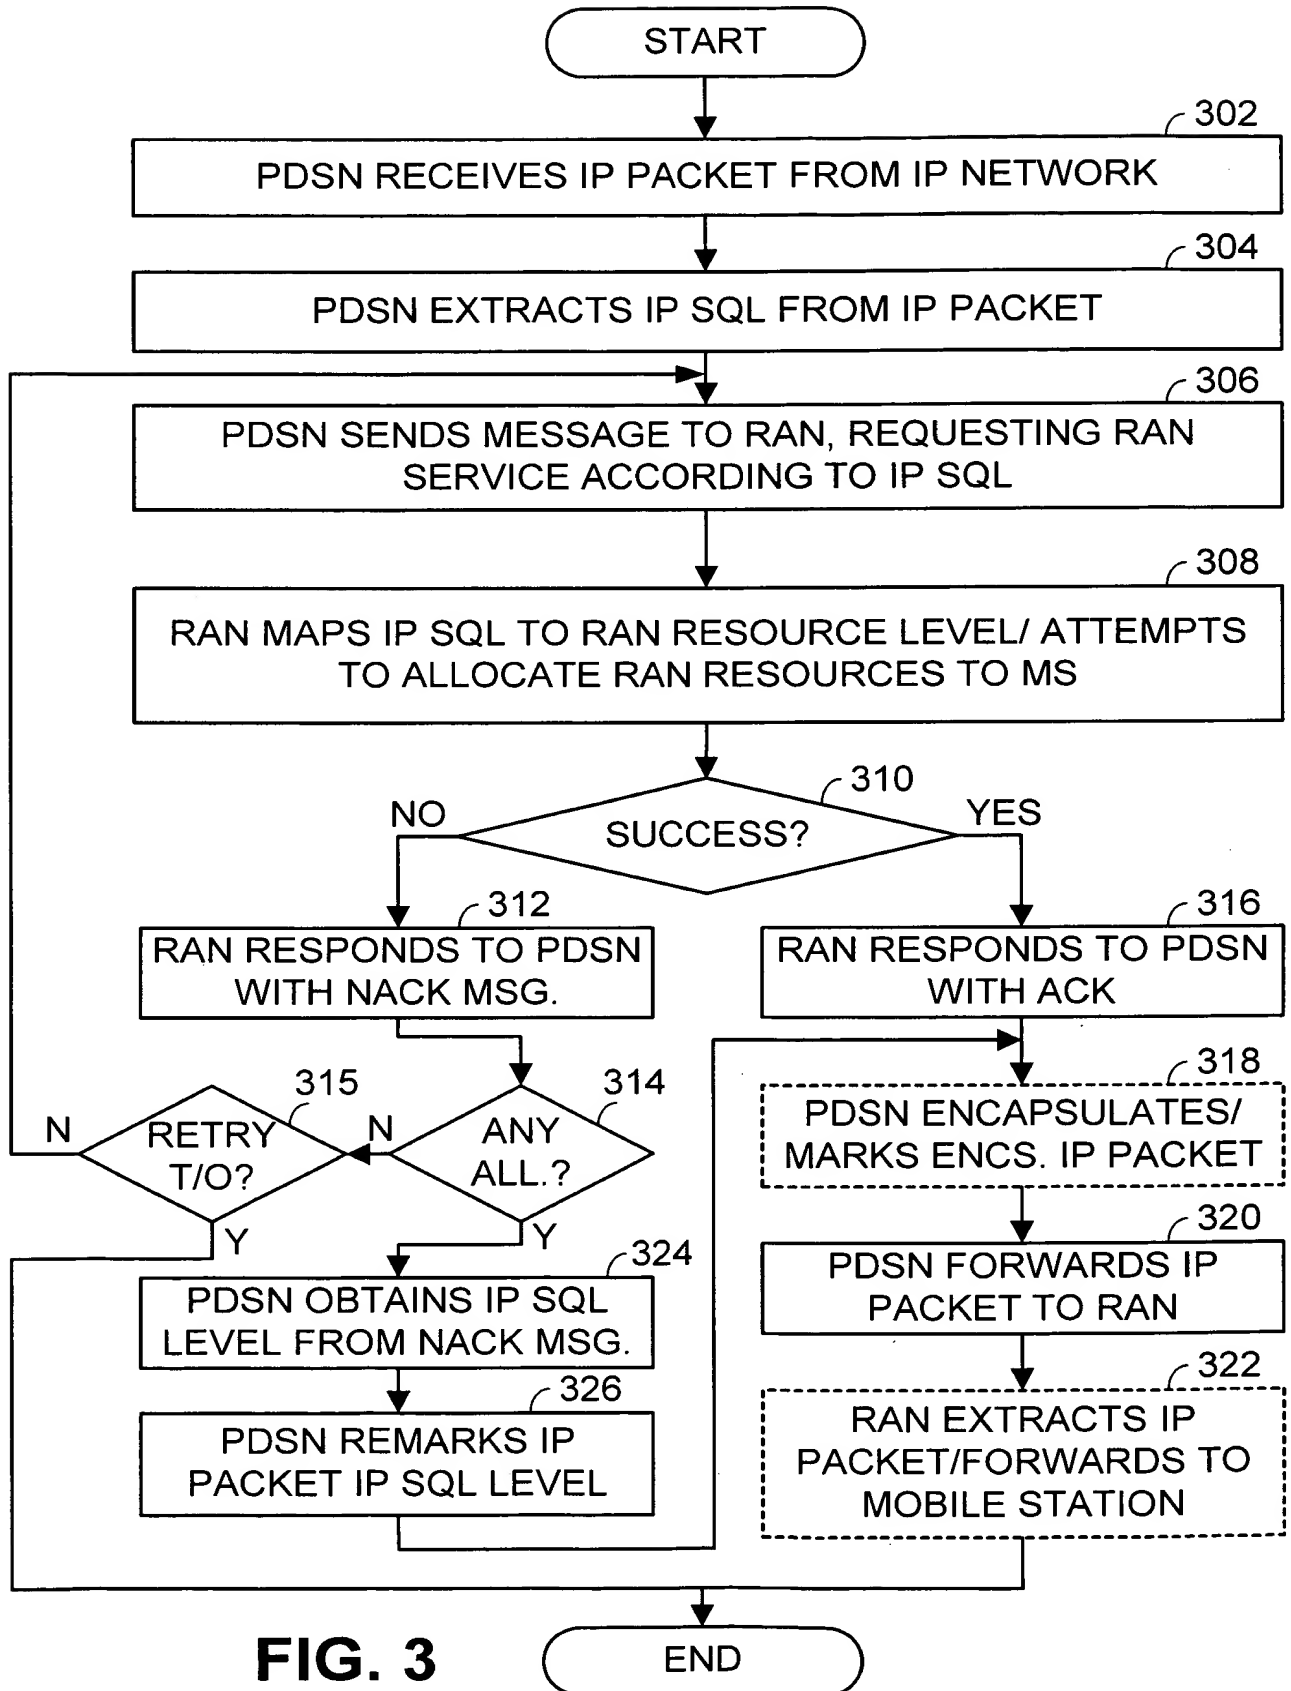 START
302
PDSN RECEIVES IP PACKET FROM IP NETWORK
304
PDSN EXTRACTS IP SQL FROM IP PACKET
306
PDSN SENDS MESSAGE TO RAN, REQUESTING RAN
SERVICE ACCORDING TO IP SQL
308
RAN MAPS IP SQL TO RAN RESOURCE LEVEL/ ATTEMPTS
TO ALLOCATE RAN RESOURCES TO MS
310
NO
SUCCESS?
YES
312
RAN RESPONDS TO PDSN
WITH NACK MSG.
316
RAN RESPONDS TO PDSN
WITH ACK
315
N
RETRY
T/O?
Y
314
N
ANY
ALL.?
Y
318
PDSN ENCAPSULATES/
MARKS ENCS. IP PACKET
324
PDSN OBTAINS IP SQL
LEVEL FROM NACK MSG.
320
PDSN FORWARDS IP
PACKET TO RAN
326
PDSN REMARKS IP
PACKET IP SQL LEVEL
322
RAN EXTRACTS IP
PACKET/FORWARDS TO
MOBILE STATION
FIG. 3
END